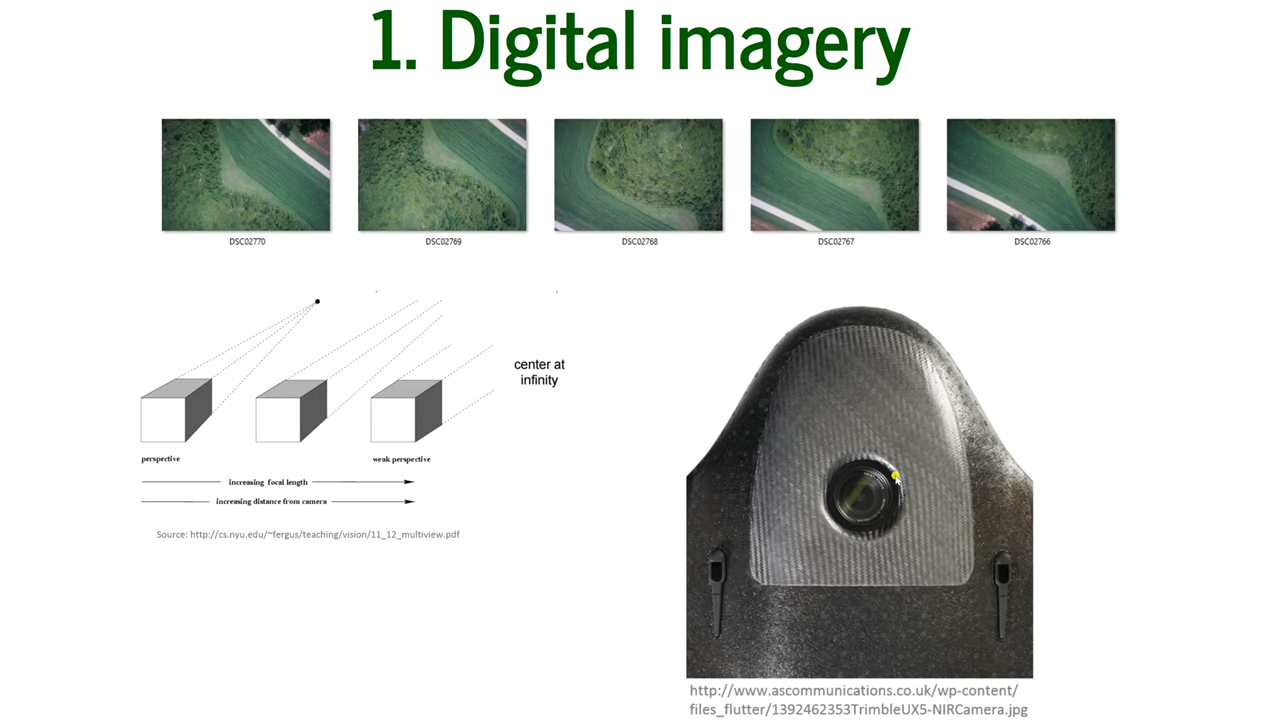 1. Digital imagery
DSC02770
DSC02769
DSC02768
DSC02767
DSC02766
center at
infinity
perspective
weak perspective
increasing focal length
increasing distance from camera
Source: http://cs.nyu.edu/~fergus/teaching/vision/11_12_multiview.pdf
http://www.ascommunications.co.uk/wp-content/
files_flutter/1392462353TrimbleUX5-NIRCamera.jpg